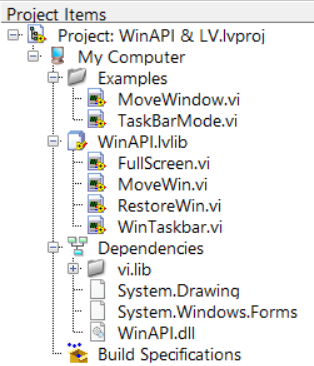 Project Items
Project: WinAPI & LV.lvproj
My Computer
Examples
MoveWindow.vi
TaskBarMode.vi
WinAPI.lvlib
FullScreen.vi
MoveWin.vi
RestoreWin.vi
WinTaskbar.vi
Dependencies
vi.lib
System.Drawing
System.Windows.Forms
WinAPI.dll
Build Specifications